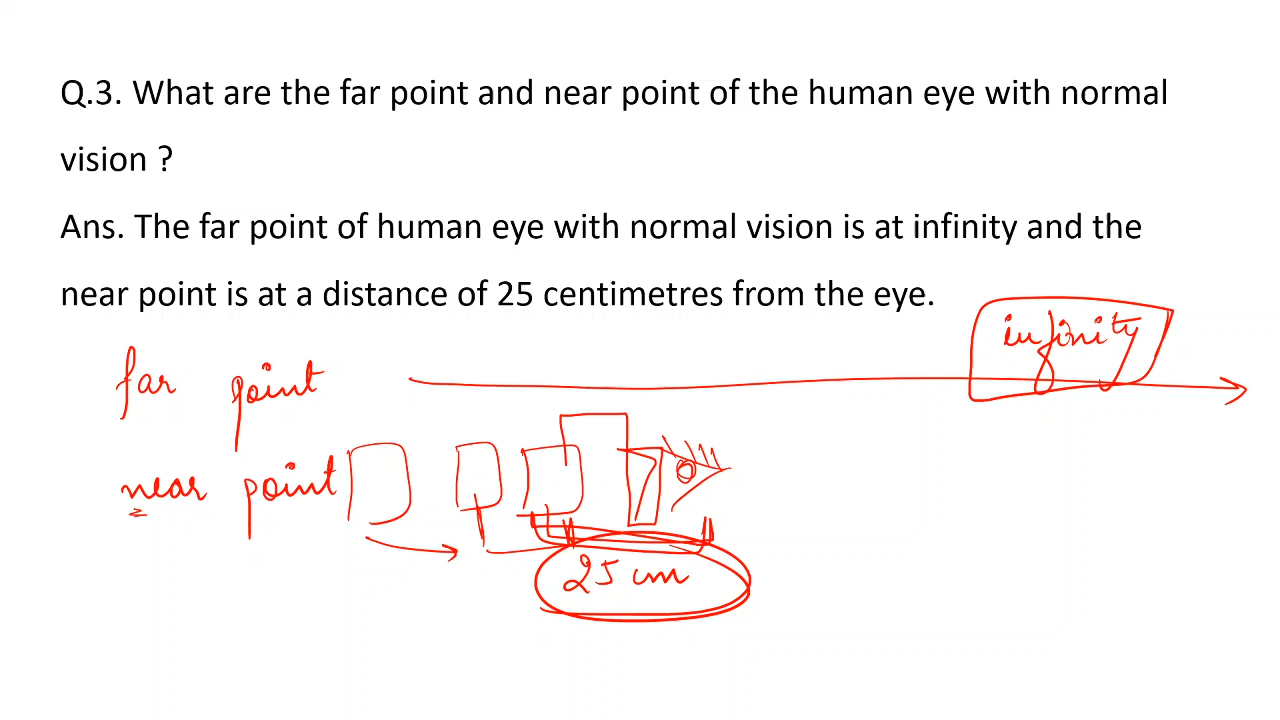 Q.3. What are the far point and near point of the human eye with normal
vision ?
Ans. The far point of human eye with normal vision is at infinity and the
near point is at a distance of 25 centimetres from the eye.
infinity
far point
near point
25 cm